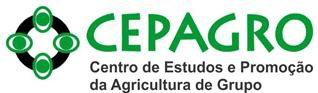 CEPAGRO
Centro de Estudos e Promoção
da Agricultura de Grupo